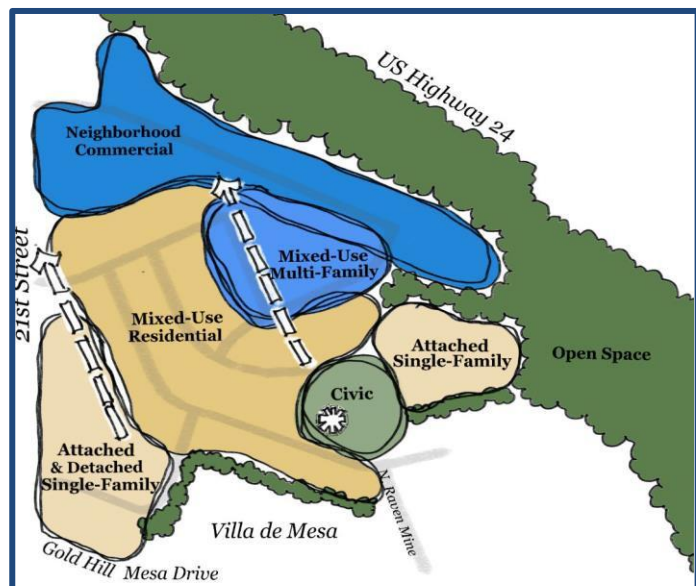 US Highway 24
Neighborhood
Commercial
21st Street
Mixed-Use
Multi-Family
Mixed-Use
Residential
Attached
Single-Family
Open Space
Civic
Attached
& Detached
Single-Family
N. Raven Mine
Villa de Mesa
Gold Hill Mesa Drive